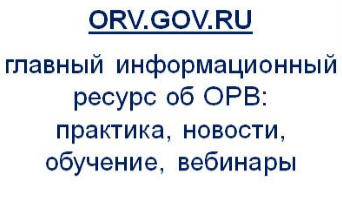 ORV.GOV.RU
главный информационный
ресурс об ОРВ:
практика, новости,
обучение, вебинары